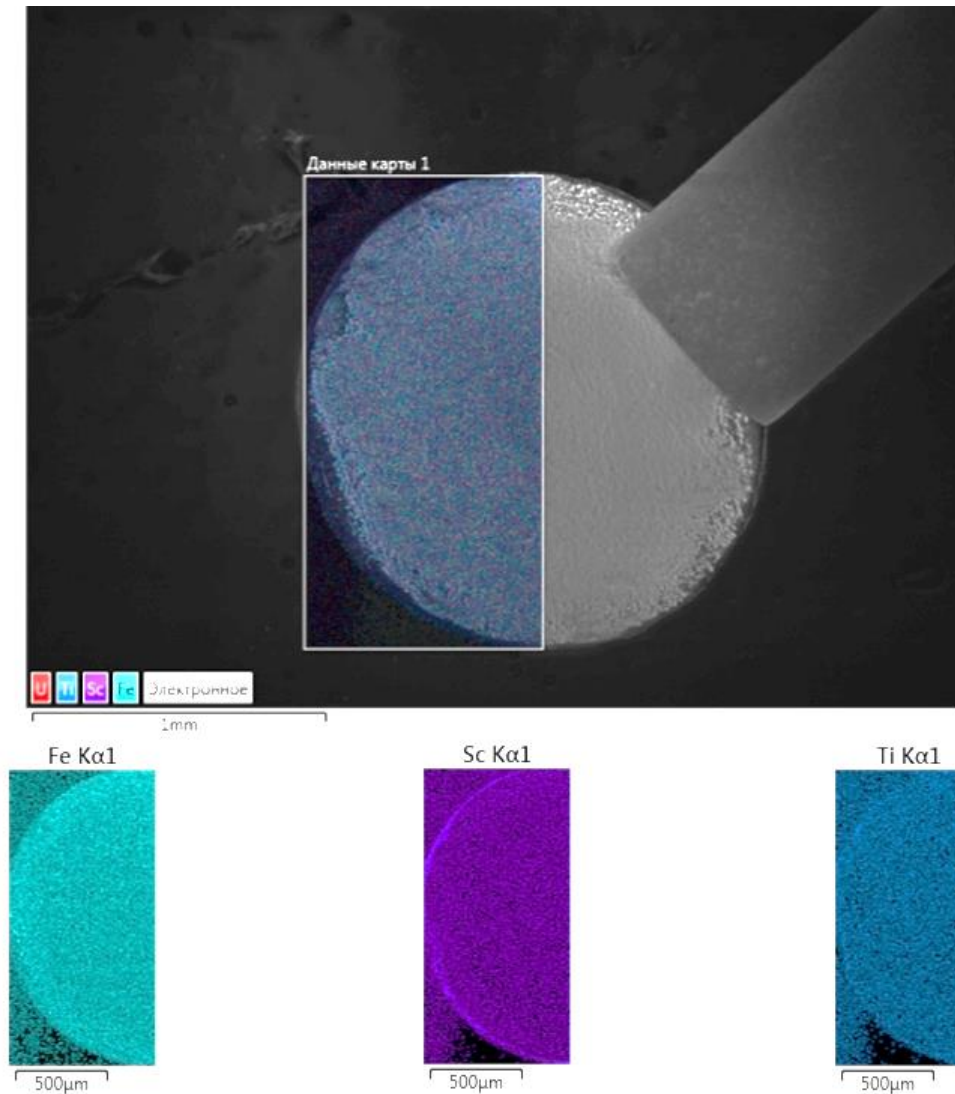 Данные карты 1
U Ti Sc Fe Электронное
1mm
Fe Kα1
Sc Kα1
Ti Kα1
500µm
500µm
500µm